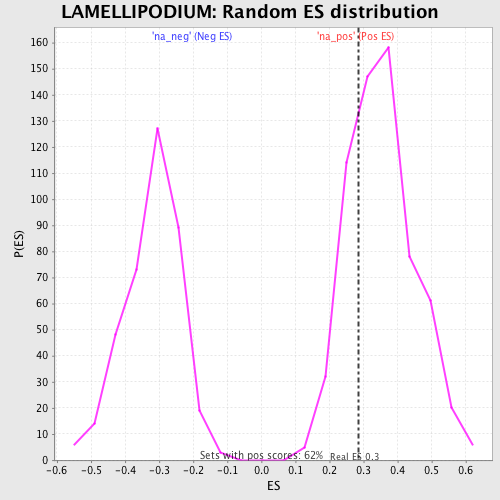 LAMELLIPODIUM: Random ES distribution
'na_neg' (Neg ES) 'na_pos' (Pos ES)
160
150
140
130
120
110
100
90
80
70
60
50
40
30
20
10
0
P(ES)
Sets with pos scores: 62% Real ES 0.3
-0.6 -0.5 -0.4 -0.3 -0.2 -0.1 0.0 0.1 0.2 0.3 0.4 0.5 0.6
ES